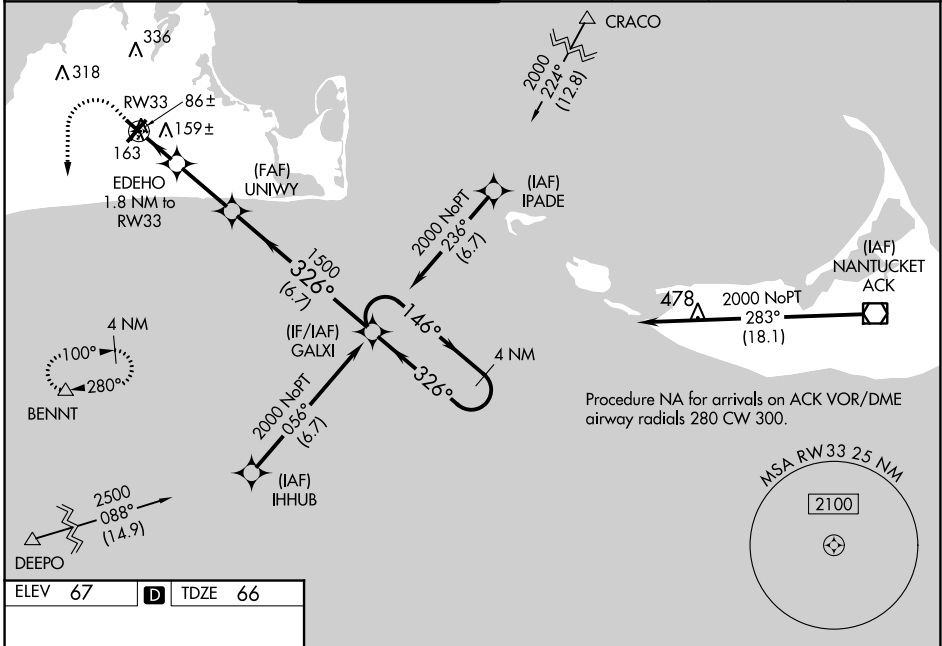 336
318
RW33
86±
159±
163
EDEHO
1.8 NM to
RW33
(FAF)
UNIWY
CRACO
2000
224°
(12.8)
(IAF)
IPADE
2000 NoPT
236°
(6.7)
1500
326°
(6.7)
(IF/IAF)
GALXI
146°
326°
4 NM
(IAF)
NANTUCKET
ACK
478
2000 NoPT
283°
(18.1)
4 NM
100°
280°
BENNT
2000 NoPT
056°
(6.7)
(IAF)
IHHUB
Procedure NA for arrivals on ACK VOR/DME
airway radials 280 CW 300.
MSA RW33 25 NM
2100
2500
088°
(14.9)
DEEPO
ELEV 67 D TDZE 66